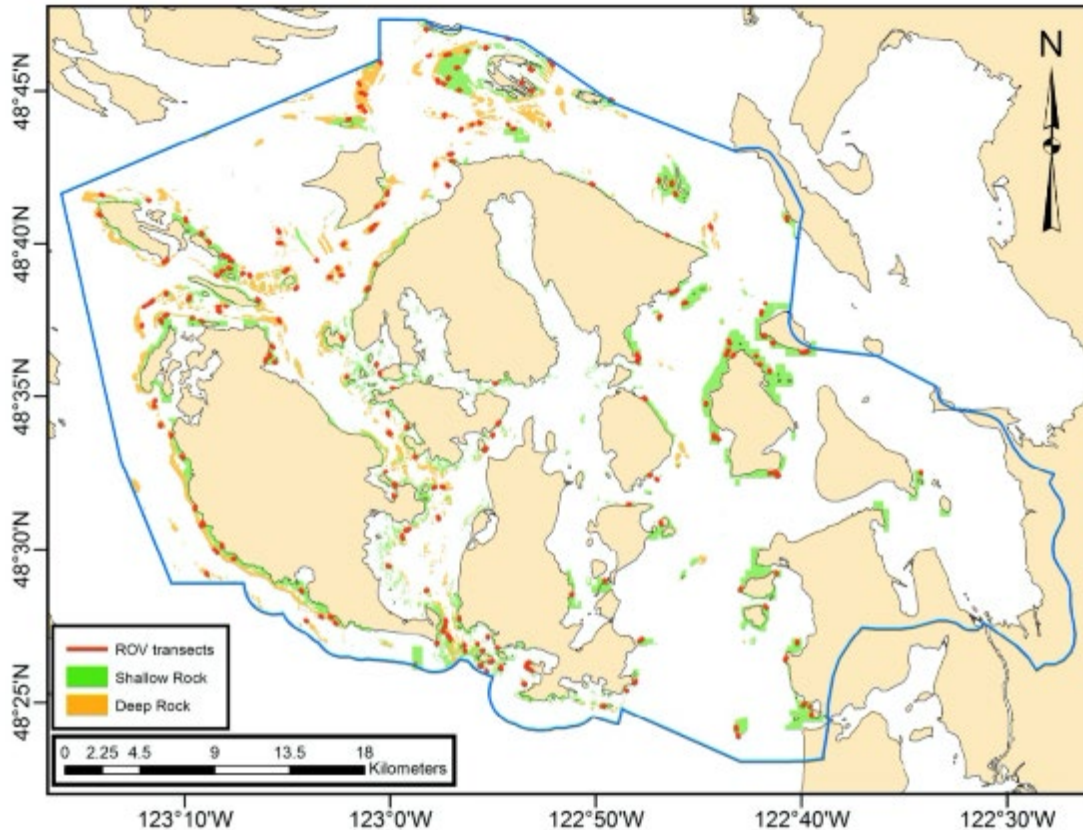 N
48°45'N
48°40'N
48°35'N
48°30'N
48°25'N
ROV transects
Shallow Rock
Deep Rock
0 2.25 4.5 9 13.5 18
Kilometers
123°10'W 123°0'W 122°50'W 122°40'W 122°30'W